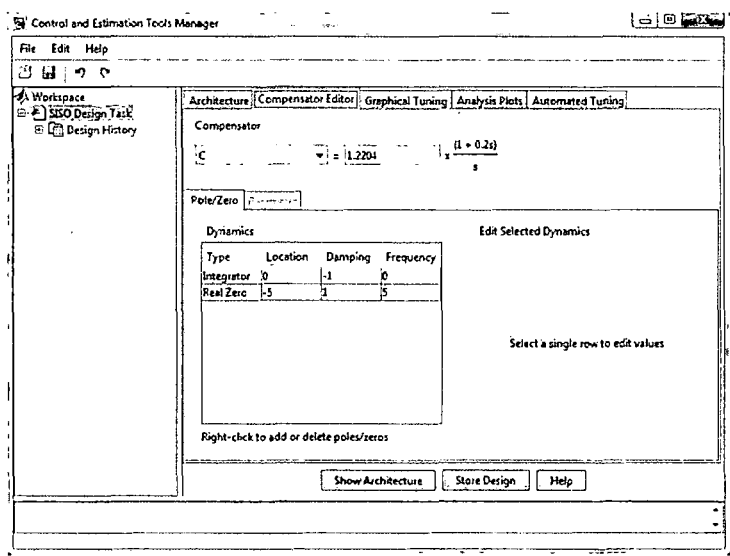 Control and Estimation Tools Manager
File Edit Help
Workspace
SISO Design Task
Design History
Architecture Compensator Editor Graphical Tuning Analysis Plots Automated Tuning
Compensator
C = 1.2204 x (1 + 0.2s)
s
Pole/Zero
Dynamics
Edit Selected Dynamics
Type Location Damping Frequency
Integrator 0 -1 0
Real Zero -5 1 5
Select a single row to edit values
Right-click to add or delete poles/zeros
Show Architecture Store Design Help